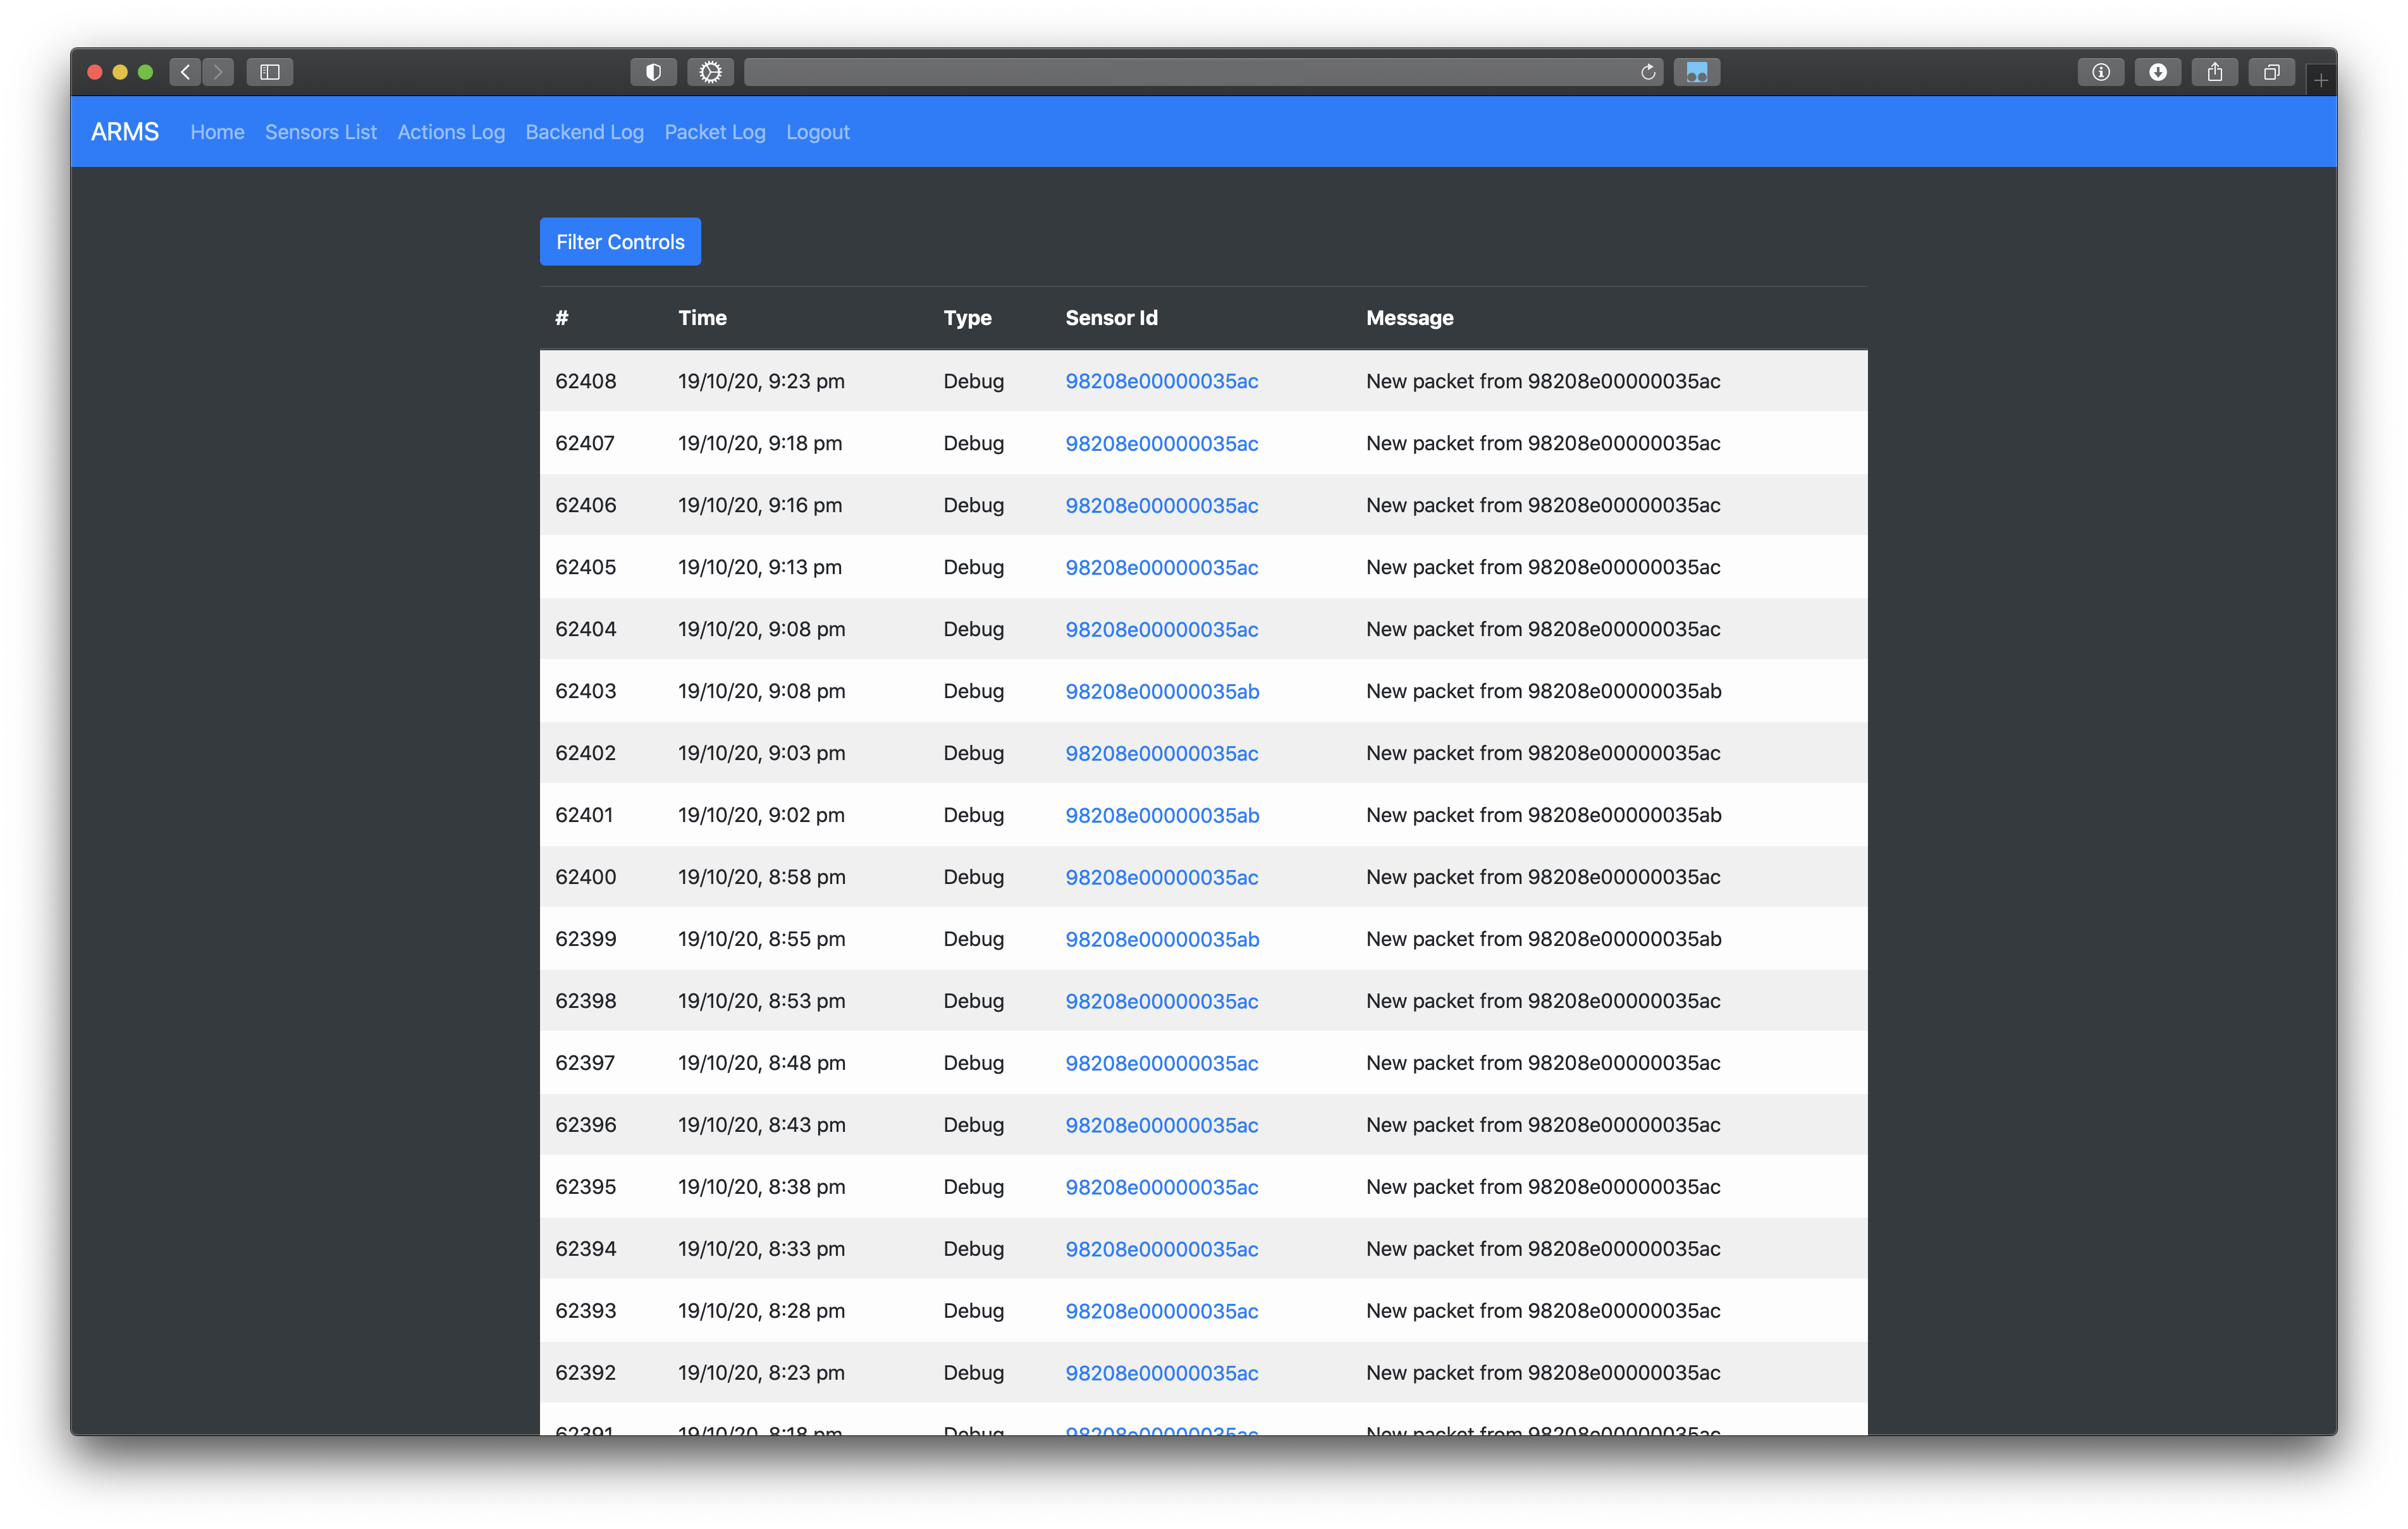 ARMS Home Sensors List Actions Log Backend Log Packet Log Logout
Filter Controls
# Time Type Sensor Id Message
62408 19/10/20, 9:23 pm Debug 98208e00000035ac New packet from 98208e00000035ac
62407 19/10/20, 9:18 pm Debug 98208e00000035ac New packet from 98208e00000035ac
62406 19/10/20, 9:16 pm Debug 98208e00000035ac New packet from 98208e00000035ac
62405 19/10/20, 9:13 pm Debug 98208e00000035ac New packet from 98208e00000035ac
62404 19/10/20, 9:08 pm Debug 98208e00000035ac New packet from 98208e00000035ac
62403 19/10/20, 9:08 pm Debug 98208e00000035ab New packet from 98208e00000035ab
62402 19/10/20, 9:03 pm Debug 98208e00000035ac New packet from 98208e00000035ac
62401 19/10/20, 9:02 pm Debug 98208e00000035ab New packet from 98208e00000035ab
62400 19/10/20, 8:58 pm Debug 98208e00000035ac New packet from 98208e00000035ac
62399 19/10/20, 8:55 pm Debug 98208e00000035ab New packet from 98208e00000035ab
62398 19/10/20, 8:53 pm Debug 98208e00000035ac New packet from 98208e00000035ac
62397 19/10/20, 8:48 pm Debug 98208e00000035ac New packet from 98208e00000035ac
62396 19/10/20, 8:43 pm Debug 98208e00000035ac New packet from 98208e00000035ac
62395 19/10/20, 8:38 pm Debug 98208e00000035ac New packet from 98208e00000035ac
62394 19/10/20, 8:33 pm Debug 98208e00000035ac New packet from 98208e00000035ac
62393 19/10/20, 8:28 pm Debug 98208e00000035ac New packet from 98208e00000035ac
62392 19/10/20, 8:23 pm Debug 98208e00000035ac New packet from 98208e00000035ac
62391 19/10/20, 8:18 pm Debug 98208e00000035ac New packet from 98208e00000035ac